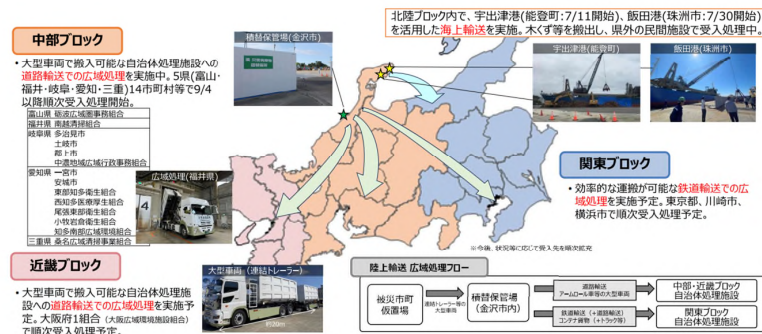 北陸ブロック内で、宇出津港(能登町:7/11開始)、飯田港(珠洲市:7/30開始)
を活用した海上輸送を実施。木くず等を搬出し、県外の民間施設で受入処理中。
中部ブロック
・大型車両で搬入可能な自治体処理施設への
道路輸送での広域処理を実施中。5県(富山・
福井・岐阜・愛知・三重)14市町村等で9/4
以降順次受入処理開始。
富山県 砺波広域圏事務組合
福井県 南越清掃組合
岐阜県 多治見市
土岐市
郡上市
中濃地域広域行政事務組合
愛知県 一宮市
安城市
東部知多衛生組合
西知多医療厚生組合
尾張東部衛生組合
小牧岩倉衛生組合
知多南部広域環境組合
三重県 桑名広域清掃事業組合
積替保管場(金沢市)
宇出津港(能登町)
飯田港(珠洲市)
広域処理(福井県)
4
関東ブロック
・効率的な運搬が可能な鉄道輸送での広
域処理を実施予定。東京都、川崎市、
横浜市で順次受入処理予定。
※今後、状況等に応じて受入先を順次拡充
近畿ブロック
・大型車両で搬入可能な自治体処理施
設への道路輸送での広域処理を実施予
定。大阪府1組合(大阪広域環境施設組合)
で順次受入処理予定。
大型車両(連結トレーラー)
約20m
陸上輸送 広域処理フロー
被災市町
仮置場
連結トレーラー等の
大型車両
積替保管場
(金沢市内)
道路輸送
アームロール車等の大型車両
中部・近畿ブロック
自治体処理施設
鉄道輸送(+道路輸送)
コンテナ貨物(+トラック等)
関東ブロック
自治体処理施設